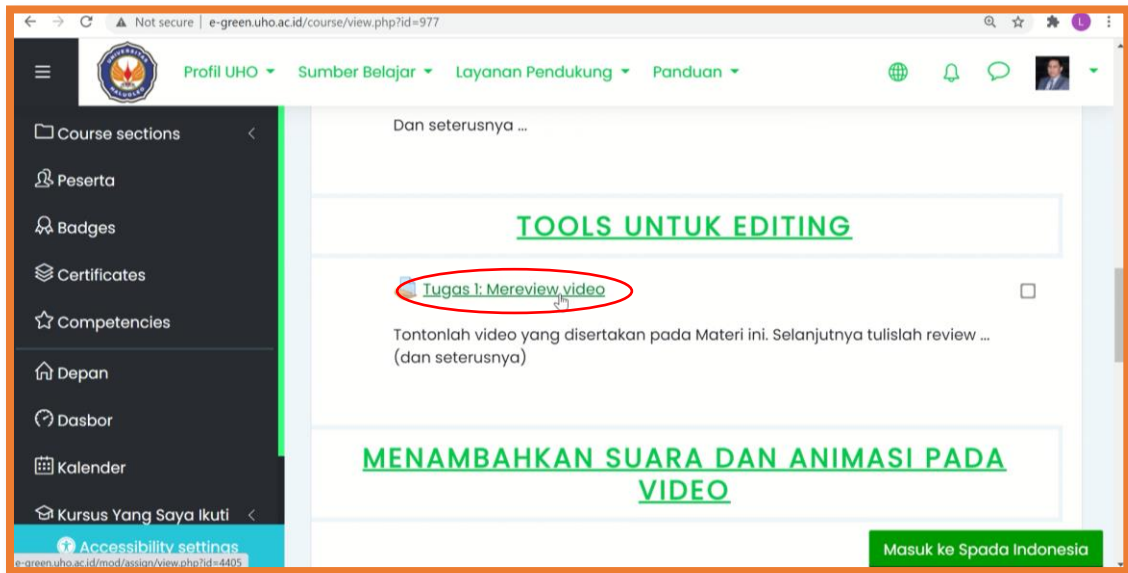 Not secure | e-green.uho.ac.id/course/view.php?id=977
L
UNIVERSITAS
HALUOLEO
Profil UHO
Sumber Belajar
Layanan Pendukung
Panduan
Course sections
Peserta
Badges
Certificates
Competencies
Depan
Dasbor
Kalender
Kursus Yang Saya Ikuti
Accessibility settings
e-green.uho.ac.id/mod/assign/view.php?id=4405
Dan seterusnya ...
TOOLS UNTUK EDITING
Tugas 1: Mereview video
Tontonlah video yang disertakan pada Materi ini. Selanjutnya tulislah review ...
(dan seterusnya)
MENAMBAHKAN SUARA DAN ANIMASI PADA
VIDEO
Masuk ke Spada Indonesia